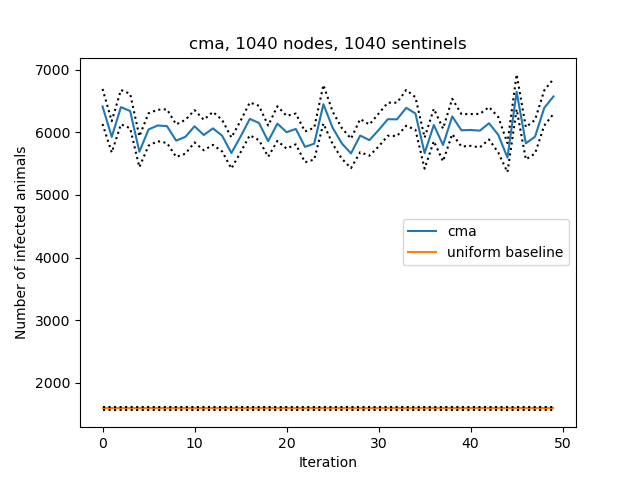 cma, 1040 nodes, 1040 sentinels
7000
6000
5000
4000
3000
2000
Number of infected animals
cma
uniform baseline
0 10 20 30 40 50
Iteration